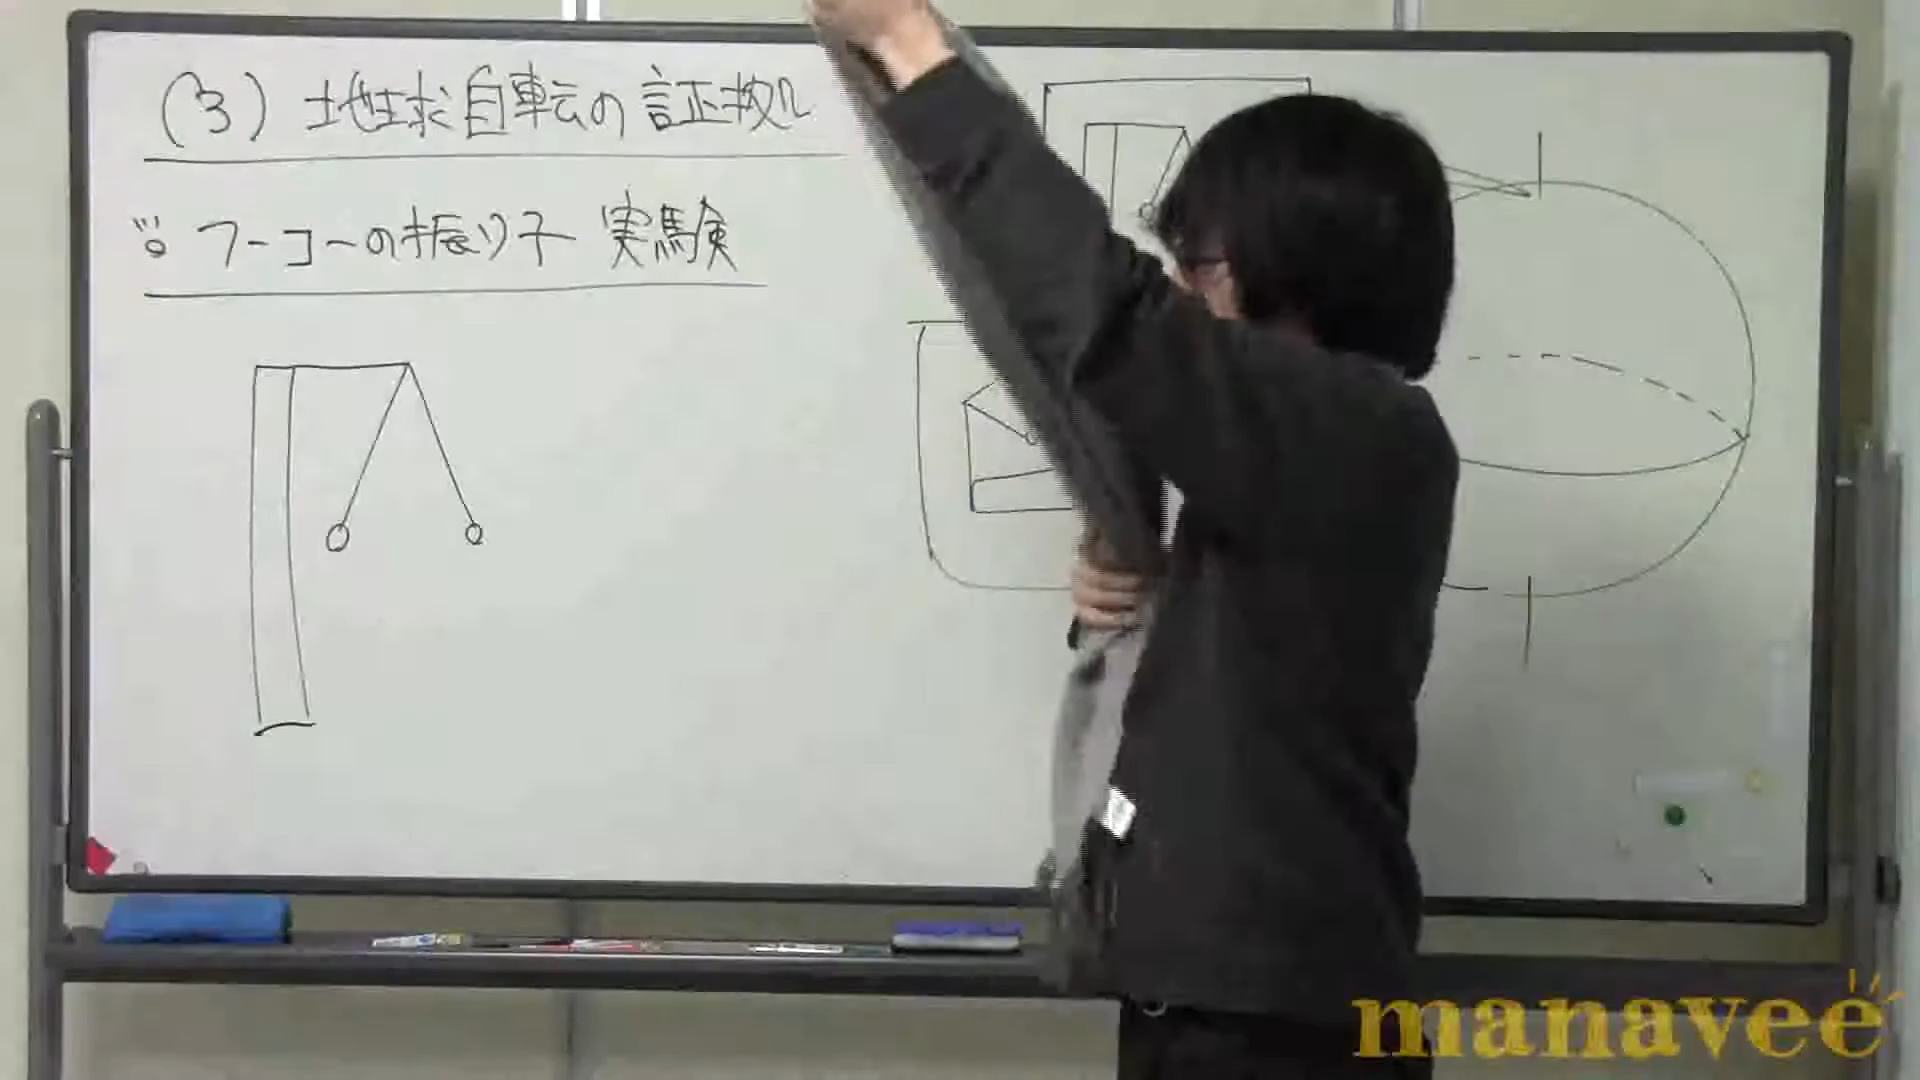 (3) 地球自転の証拠
フーコーの振り子実験
manavee